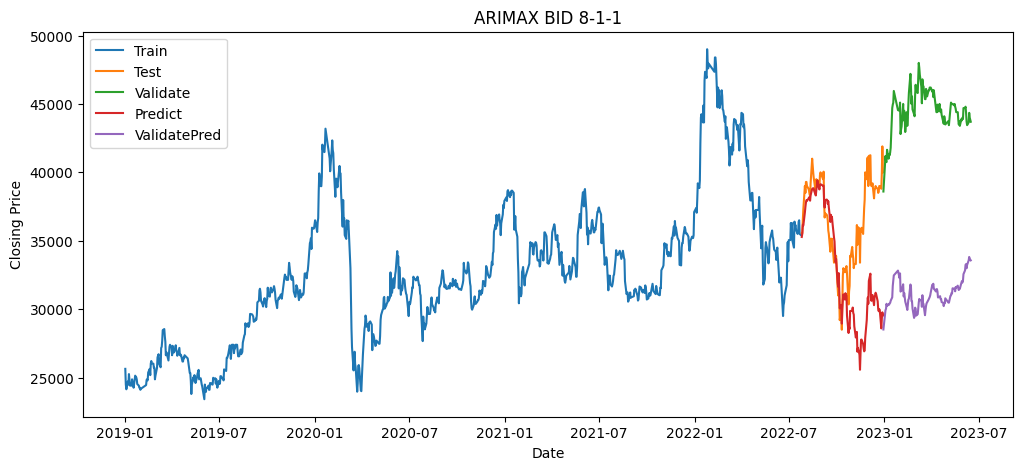 ARIMAX BID 8-1-1
Train
Test
Validate
Predict
ValidatePred
Closing Price
50000
45000
40000
35000
30000
25000
2019-01 2019-07 2020-01 2020-07 2021-01 2021-07 2022-01 2022-07 2023-01 2023-07
Date